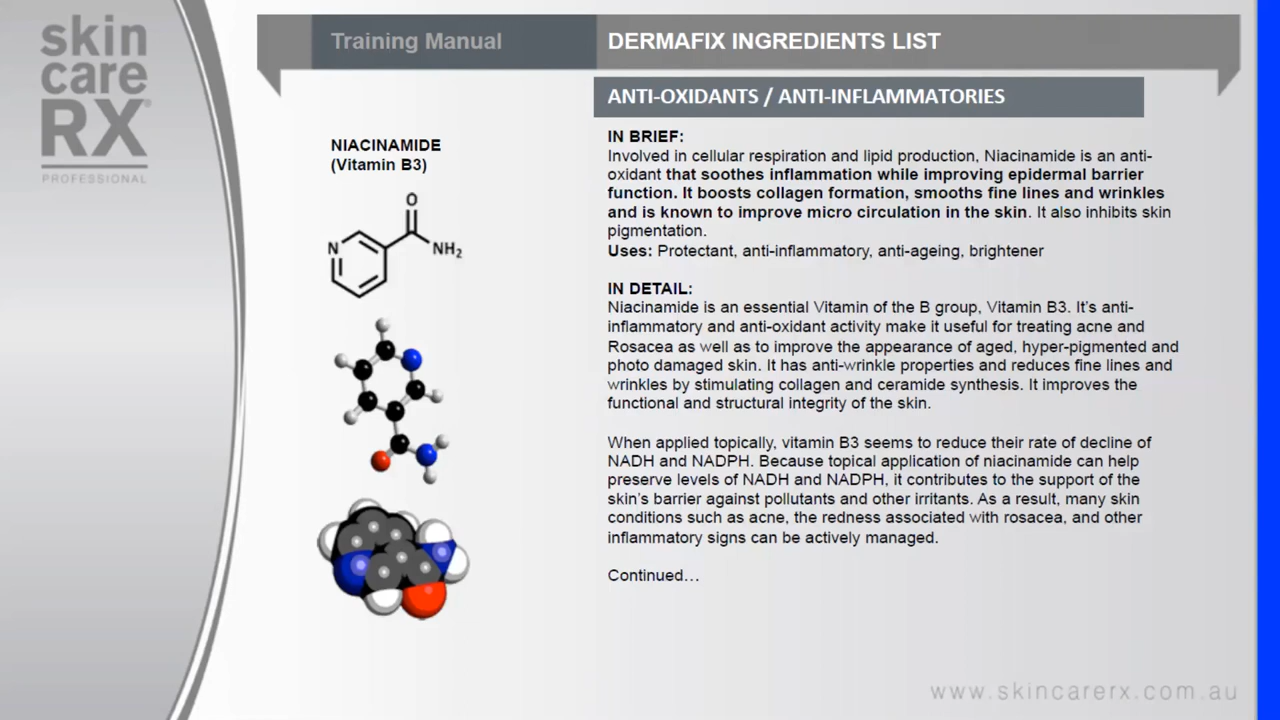 skin
care
RX®
PROFESSIONAL
Training Manual
DERMAFIX INGREDIENTS LIST
ANTI-OXIDANTS / ANTI-INFLAMMATORIES
NIACINAMIDE
(Vitamin B3)
O
N
NH2
IN BRIEF:
Involved in cellular respiration and lipid production, Niacinamide is an anti-
oxidant that soothes inflammation while improving epidermal barrier
function. It boosts collagen formation, smooths fine lines and wrinkles
and is known to improve micro circulation in the skin. It also inhibits skin
pigmentation.
Uses: Protectant, anti-inflammatory, anti-ageing, brightener
IN DETAIL:
Niacinamide is an essential Vitamin of the B group, Vitamin B3. It’s anti-
inflammatory and anti-oxidant activity make it useful for treating acne and
Rosacea as well as to improve the appearance of aged, hyper-pigmented and
photo damaged skin. It has anti-wrinkle properties and reduces fine lines and
wrinkles by stimulating collagen and ceramide synthesis. It improves the
functional and structural integrity of the skin.
When applied topically, vitamin B3 seems to reduce their rate of decline of
NADH and NADPH. Because topical application of niacinamide can help
preserve levels of NADH and NADPH, it contributes to the support of the
skin’s barrier against pollutants and other irritants. As a result, many skin
conditions such as acne, the redness associated with rosacea, and other
inflammatory signs can be actively managed.
Continued…
www.skincarerx.com.au